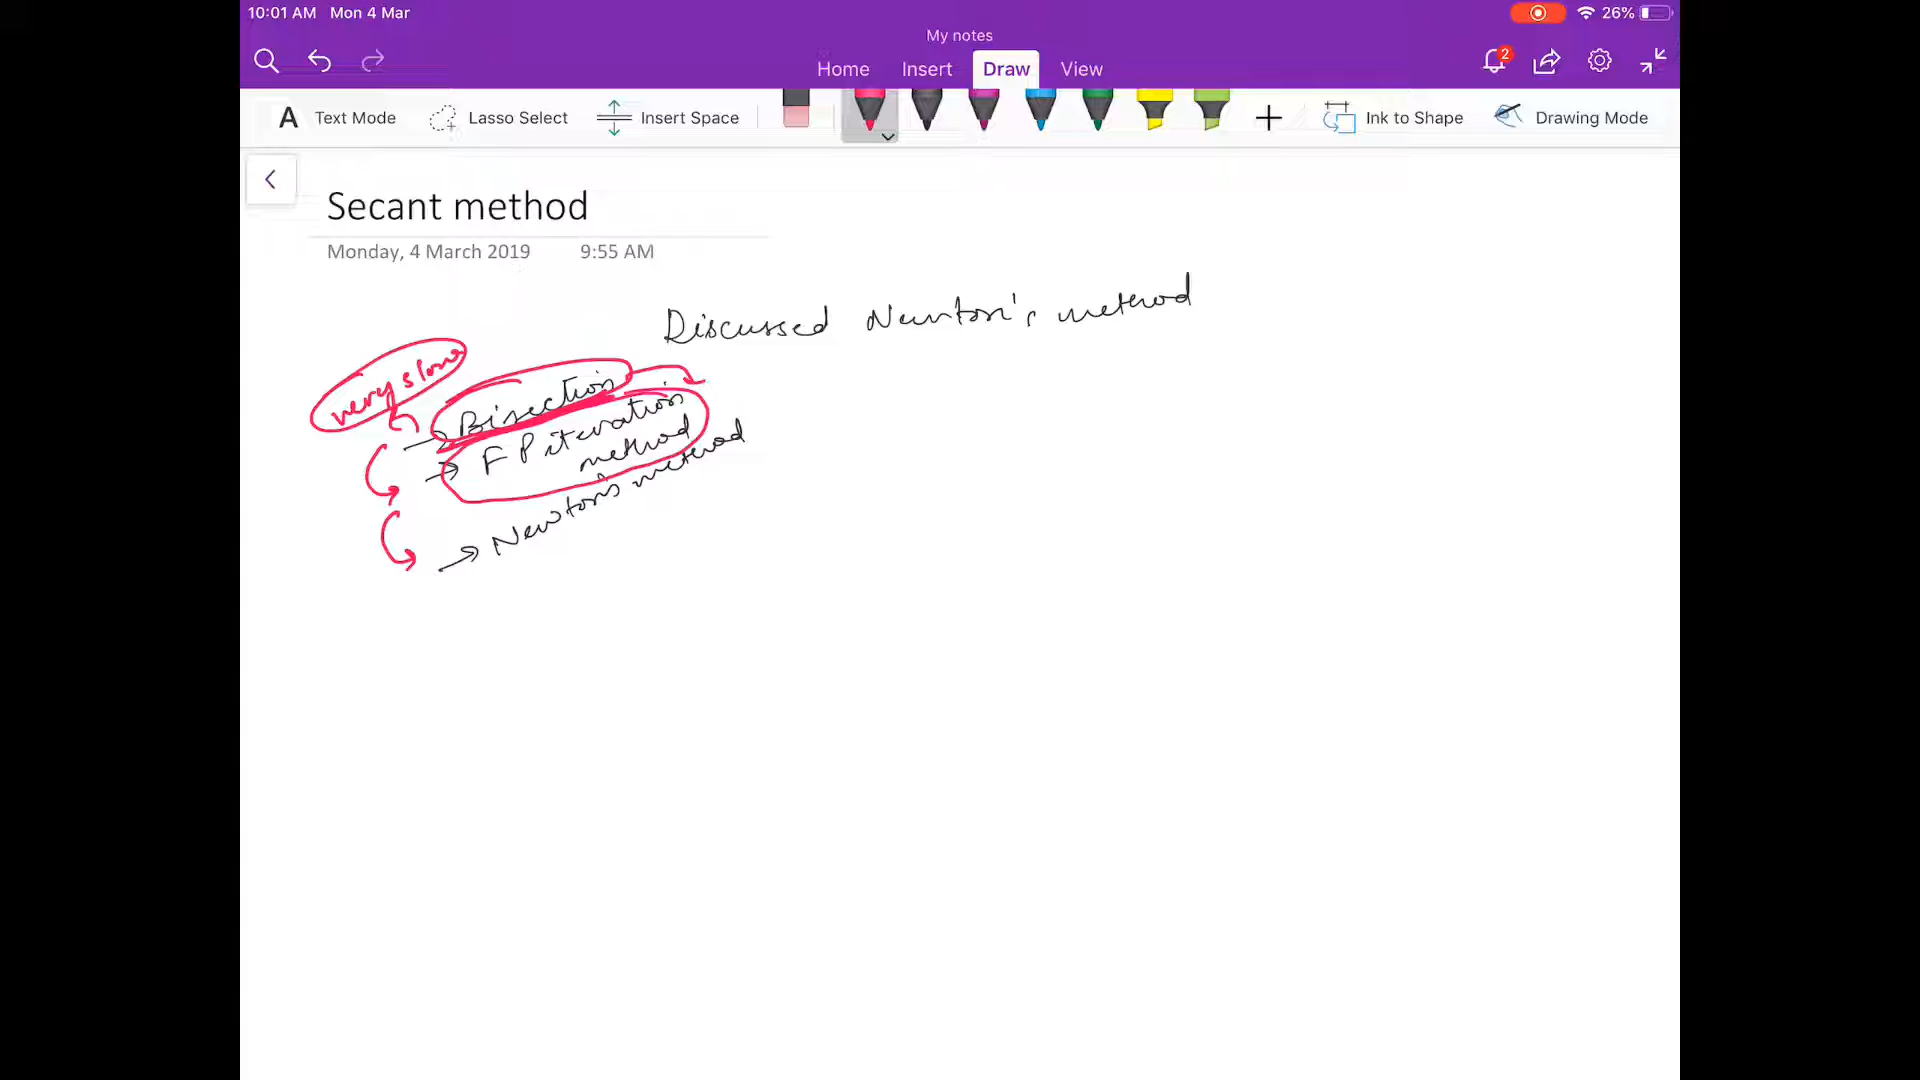 10:01 AM Mon 4 Mar 26%
My notes
Home Insert Draw View 2
A Text Mode Lasso Select Insert Space Ink to Shape Drawing Mode
Secant method
Monday, 4 March 2019 9:55 AM
Discussed Newton's method
very slow
→ Bisection
→ F P iteration
method
→ Newton's method